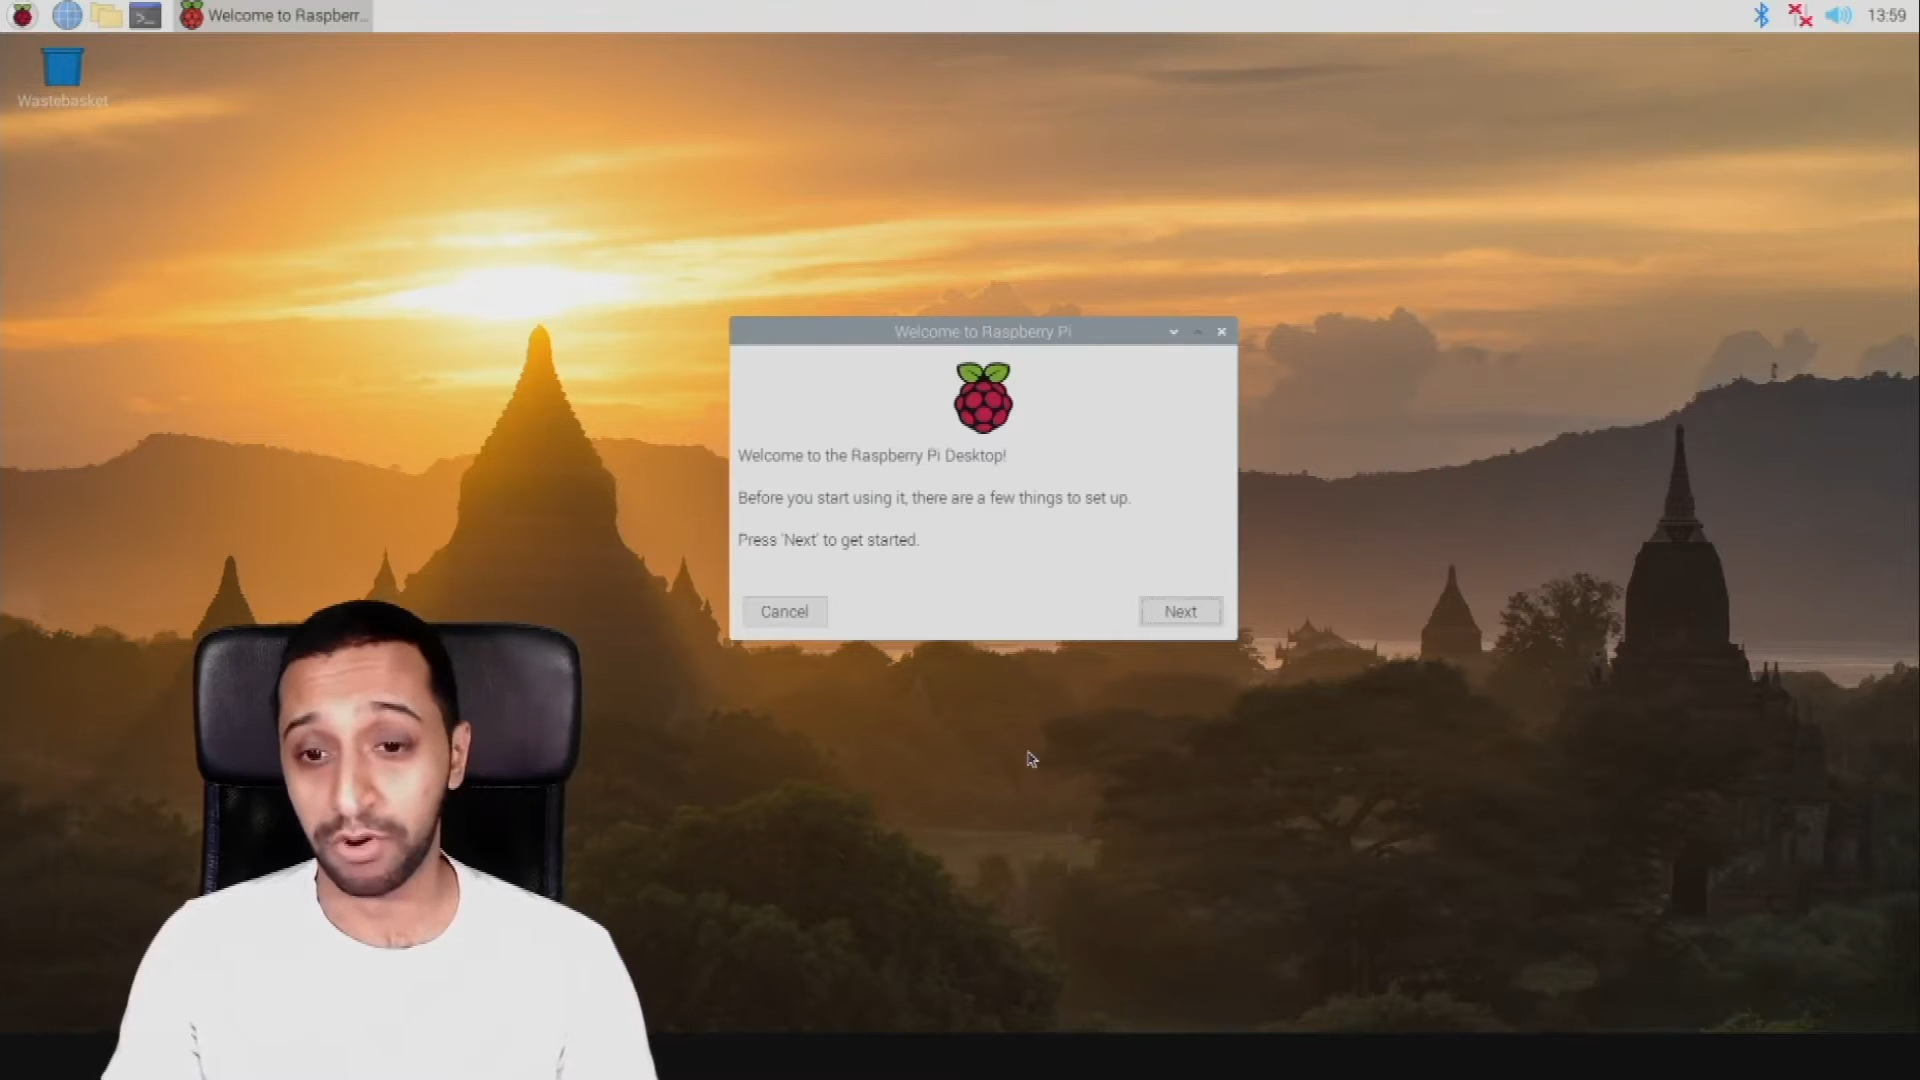 Welcome to Raspberr...
13:59
Wastebasket
Welcome to Raspberry Pi
Welcome to the Raspberry Pi Desktop!
Before you start using it, there are a few things to set up.
Press 'Next' to get started.
Cancel
Next